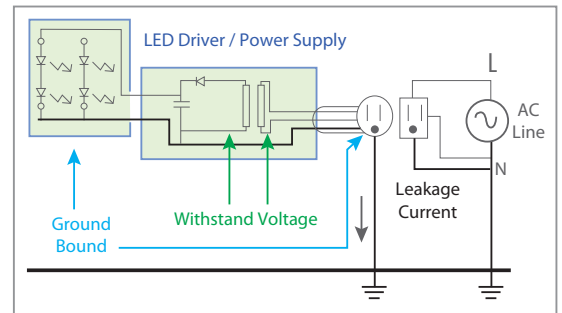 LED Driver / Power Supply
L
AC
Line
N
Leakage
Current
Withstand Voltage
Ground
Bound